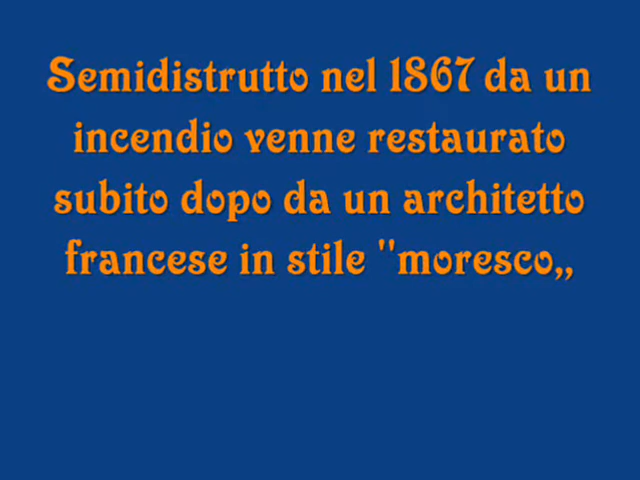 Semidistrutto nel 1867 da un
incendio venne restaurato
subito dopo da un architetto
francese in stile "moresco„